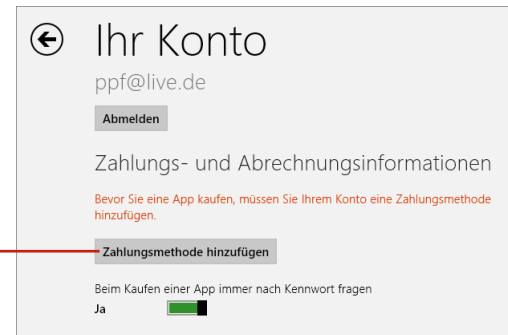 Ihr Konto
ppf@live.de
Abmelden
Zahlungs- und Abrechnungsinformationen
Bevor Sie eine App kaufen, müssen Sie Ihrem Konto eine Zahlungsmethode
hinzufügen.
Zahlungsmethode hinzufügen
Beim Kaufen einer App immer nach Kennwort fragen
Ja